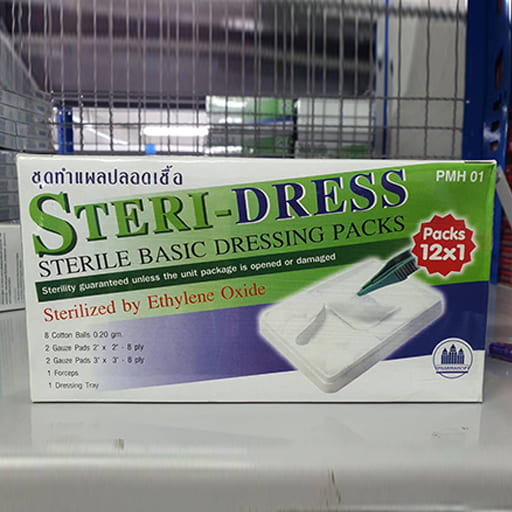 ชุดทำแผลปลอดเชื้อ
PMH 01
STERI-DRESS
STERILE BASIC DRESSING PACKS
Packs
12x1
Sterility guaranteed unless the unit package is opened or damaged
Sterilized by Ethylene Oxide
8 Cotton Balls 0.20 gm.
2 Gauze Pads 2" x 2" - 8 ply
2 Gauze Pads 3" x 3" - 8 ply
1 Forceps
1 Dressing Tray